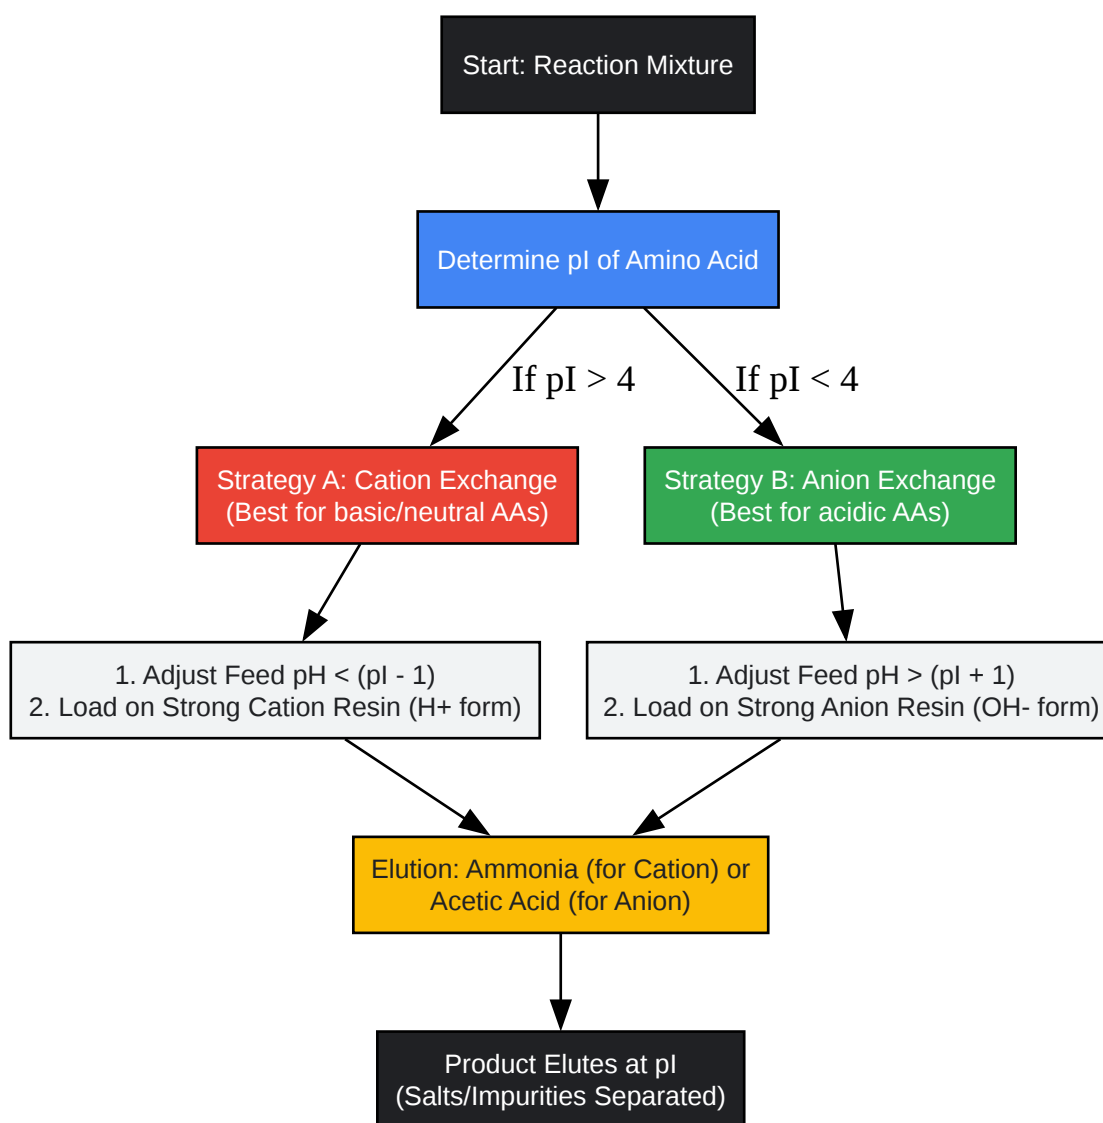 Start: Reaction Mixture
Determine pI of Amino Acid
If pI > 4
If pI < 4
Strategy A: Cation Exchange
(Best for basic/neutral AAs)
Strategy B: Anion Exchange
(Best for acidic AAs)
1. Adjust Feed pH < (pI - 1)
2. Load on Strong Cation Resin (H+ form)
1. Adjust Feed pH > (pI + 1)
2. Load on Strong Anion Resin (OH- form)
Elution: Ammonia (for Cation) or
Acetic Acid (for Anion)
Product Elutes at pI
(Salts/Impurities Separated)